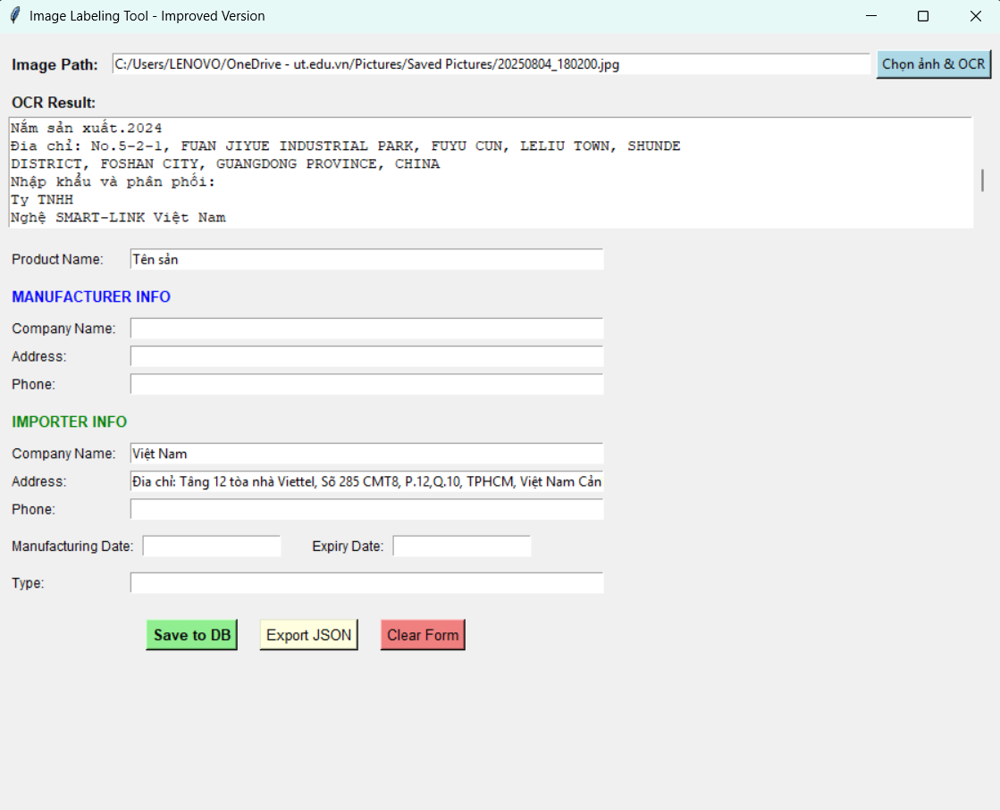 Image Labeling Tool - Improved Version
Image Path: C:/Users/LENOVO/OneDrive - ut.edu.vn/Pictures/Saved Pictures/20250804_180200.jpg Chọn ảnh & OCR
OCR Result:
Nắm sản xuất.2024
Đia chỉ: No.5-2-1, FUAN JIYUE INDUSTRIAL PARK, FUYU CUN, LELIU TOWN, SHUNDE
DISTRICT, FOSHAN CITY, GUANGDONG PROVINCE, CHINA
Nhập khẩu và phân phối:
Ty TNHH
Nghệ SMART-LINK Việt Nam
Product Name: Tên sản
MANUFACTURER INFO
Company Name:
Address:
Phone:
IMPORTER INFO
Company Name: Việt Nam
Address: Đia chỉ: Tâng 12 tòa nhà Viettel, Sõ 285 CMT8, P.12,Q.10, TPHCM, Việt Nam Cản
Phone:
Manufacturing Date: Expiry Date:
Type:
Save to DB Export JSON Clear Form